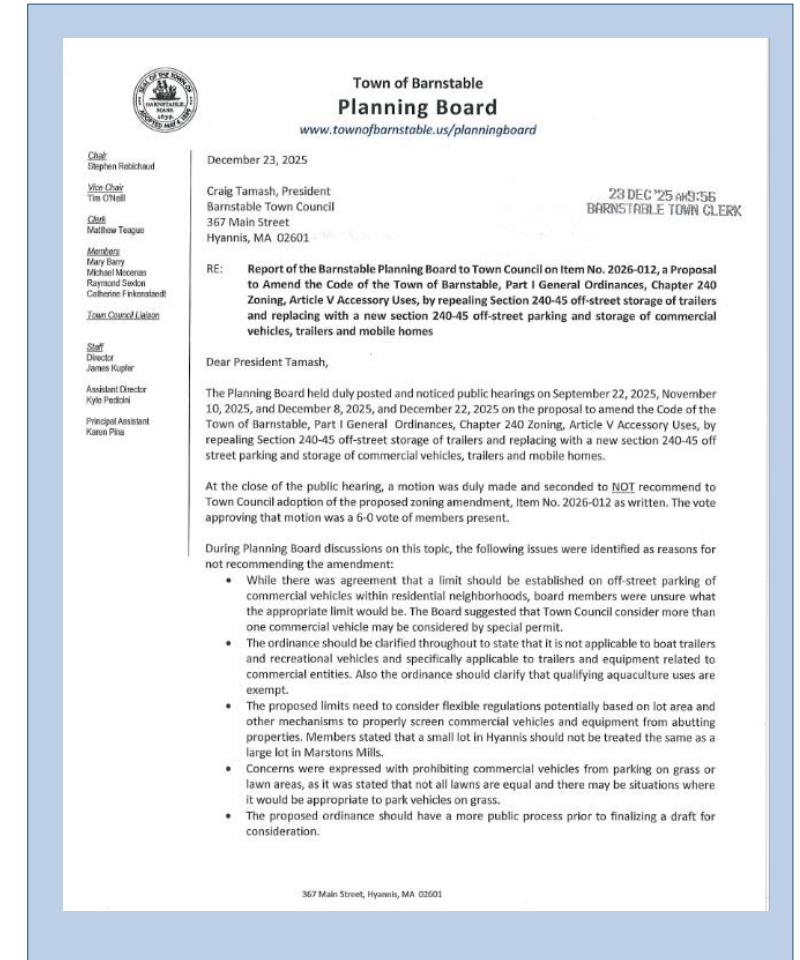 Town of Barnstable
Planning Board
www.townofbarnstable.us/planningboard
Chair
Stephen Robichaud
Vice Chair
Tim O'Neill
Clerk
Matthew Teague
Members
Mary Barry
Michael Mecenas
Raymond Sexton
Catherine Finkenstaedt
Town Council Liaison
Staff
Director
James Kupfer
Assistant Director
Kyle Pedicini
Principal Assistant
Karen Pina
December 23, 2025
Craig Tamash, President
Barnstable Town Council
367 Main Street
Hyannis, MA 02601
23 DEC '25 AM9:56
BARNSTABLE TOWN CLERK
RE: Report of the Barnstable Planning Board to Town Council on Item No. 2026-012, a Proposal
to Amend the Code of the Town of Barnstable, Part I General Ordinances, Chapter 240
Zoning, Article V Accessory Uses, by repealing Section 240-45 off-street storage of trailers
and replacing with a new section 240-45 off-street parking and storage of commercial
vehicles, trailers and mobile homes
Dear President Tamash,
The Planning Board held duly posted and noticed public hearings on September 22, 2025, November
10, 2025, and December 8, 2025, and December 22, 2025 on the proposal to amend the Code of the
Town of Barnstable, Part I General Ordinances, Chapter 240 Zoning, Article V Accessory Uses, by
repealing Section 240-45 off-street storage of trailers and replacing with a new section 240-45 off
street parking and storage of commercial vehicles, trailers and mobile homes.
At the close of the public hearing, a motion was duly made and seconded to NOT recommend to
Town Council adoption of the proposed zoning amendment, Item No. 2026-012 as written. The vote
approving that motion was a 6-0 vote of members present.
During Planning Board discussions on this topic, the following issues were identified as reasons for
not recommending the amendment:
• While there was agreement that a limit should be established on off-street parking of
commercial vehicles within residential neighborhoods, board members were unsure what
the appropriate limit would be. The Board suggested that Town Council consider more than
one commercial vehicle may be considered by special permit.
• The ordinance should be clarified throughout to state that it is not applicable to boat trailers
and recreational vehicles and specifically applicable to trailers and equipment related to
commercial entities. Also the ordinance should clarify that qualifying aquaculture uses are
exempt.
• The proposed limits need to consider flexible regulations potentially based on lot area and
other mechanisms to properly screen commercial vehicles and equipment from abutting
properties. Members stated that a small lot in Hyannis should not be treated the same as a
large lot in Marstons Mills.
• Concerns were expressed with prohibiting commercial vehicles from parking on grass or
lawn areas, as it was stated that not all lawns are equal and there may be situations where
it would be appropriate to park vehicles on grass.
• The proposed ordinance should have a more public process prior to finalizing a draft for
consideration.
367 Main Street, Hyannis, MA 02601